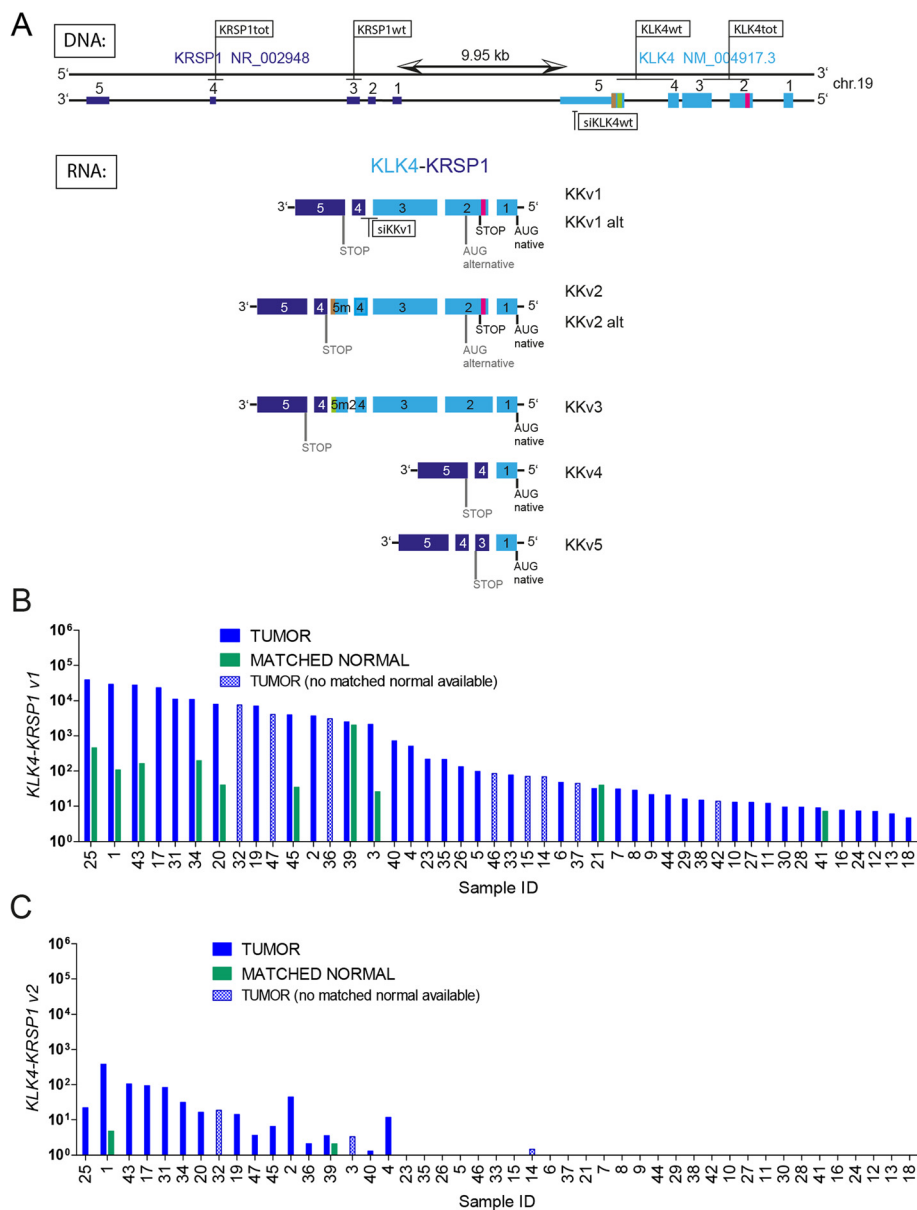 A
DNA:
KRSP1tot
KRSP1wt
KLK4wt
KLK4tot
KRSP1 NR_002948
9.95 kb
KLK4 NM_004917.3
5‘
3‘
chr.19
5 4 3 2 1
5 4 3 2 1
3‘
5‘
siKLK4wt
RNA:
KLK4-KRSP1
3‘ 5 4 3 2 1 5‘
KKv1
siKKv1
KKv1 alt
STOP
AUG alternative
STOP
AUG native
3‘ 5 4 5m 4 3 2 1 5‘
KKv2
KKv2 alt
STOP
AUG alternative
STOP
AUG native
3‘ 5 4 5m2 4 3 2 1 5‘
KKv3
STOP
AUG native
3‘ 5 4 1 5‘
KKv4
STOP
AUG native
3‘ 5 4 3 1 5‘
KKv5
STOP
AUG native
B
KLK4-KRSP1 v1
10⁶
10⁵
10⁴
10³
10²
10¹
10⁰
TUMOR
MATCHED NORMAL
TUMOR (no matched normal available)
25 1 43 17 31 34 20 32 19 47 45 2 36 39 3 40 4 23 35 26 5 46 33 15 14 6 37 21 7 8 9 44 29 38 42 10 27 11 30 28 41 16 24 12 13 18
Sample ID
C
KLK4-KRSP1 v2
10⁶
10⁵
10⁴
10³
10²
10¹
10⁰
TUMOR
MATCHED NORMAL
TUMOR (no matched normal available)
25 1 43 17 31 34 20 32 19 47 45 2 36 39 3 40 4 23 35 26 5 46 33 15 14 6 37 21 7 8 9 44 29 38 42 10 27 11 30 28 41 16 24 12 13 18
Sample ID